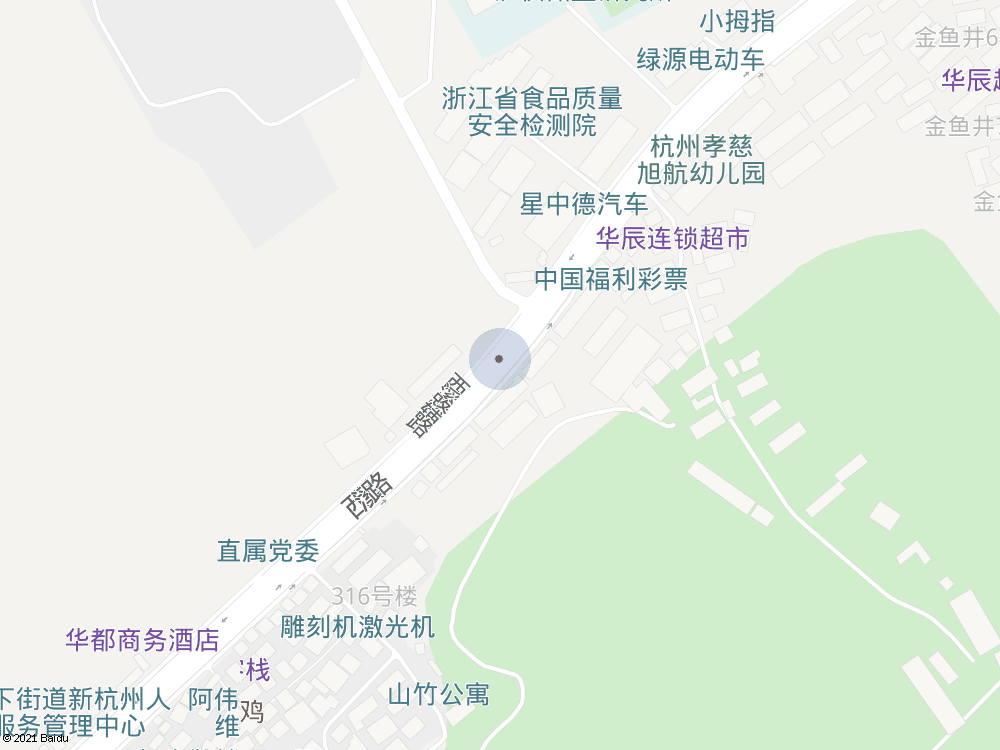 小拇指
绿源电动车
金鱼井6
华辰超
浙江省食品质量
安全检测院
杭州孝慈
旭航幼儿园
星中德汽车
华辰连锁超市
中国福利彩票
西溪路
直属党委
316号楼
雕刻机激光机
华都商务酒店
栈
山竹公寓
下街道新杭州人
服务管理中心
阿伟
鸡
维
© 2021 Baidu